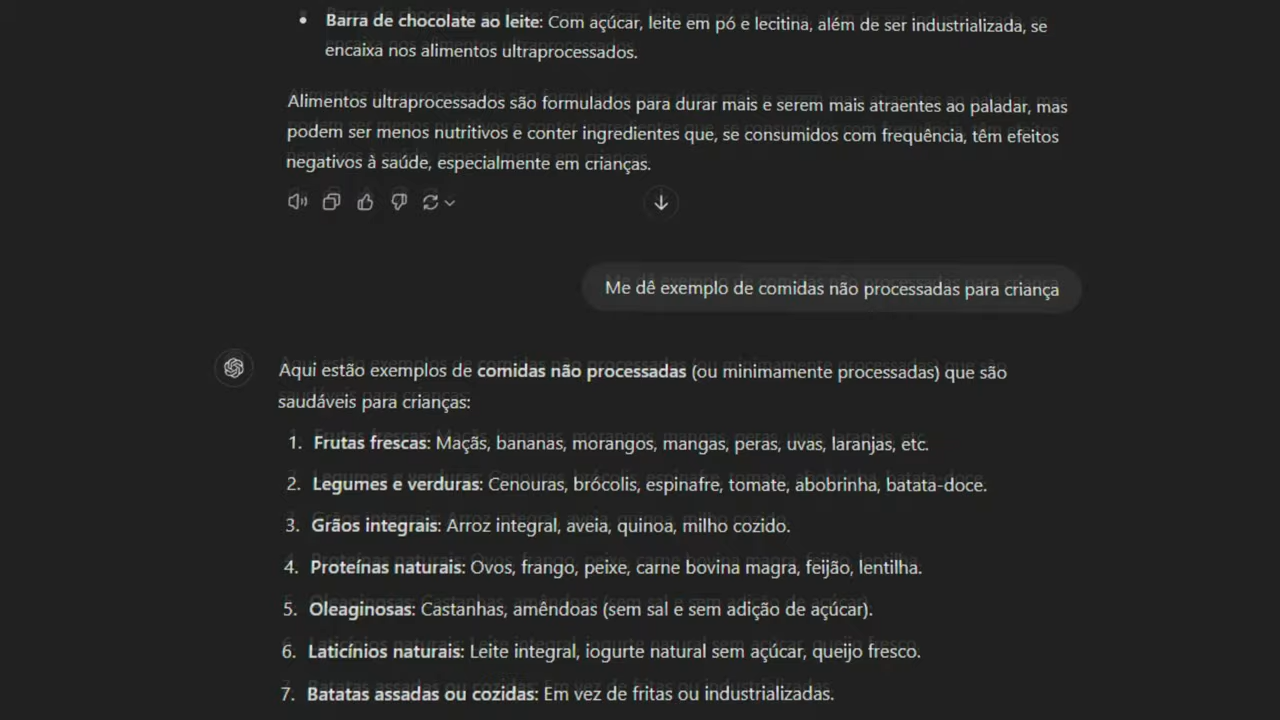 Barra de chocolate ao leite: Com açúcar, leite em pó e lecitina, além de ser industrializada, se
encaixa nos alimentos ultraprocessados.
Alimentos ultraprocessados são formulados para durar mais e serem mais atraentes ao paladar, mas
podem ser menos nutritivos e conter ingredientes que, se consumidos com frequência, têm efeitos
negativos à saúde, especialmente em crianças.
Me dê exemplo de comidas não processadas para criança
Aqui estão exemplos de comidas não processadas (ou minimamente processadas) que são
saudáveis para crianças:
1. Frutas frescas: Maçãs, bananas, morangos, mangas, peras, uvas, laranjas, etc.
2. Legumes e verduras: Cenouras, brócolis, espinafre, tomate, abobrinha, batata-doce.
3. Grãos integrais: Arroz integral, aveia, quinoa, milho cozido.
4. Proteínas naturais: Ovos, frango, peixe, carne bovina magra, feijão, lentilha.
5. Oleaginosas: Castanhas, amêndoas (sem sal e sem adição de açúcar).
6. Laticínios naturais: Leite integral, iogurte natural sem açúcar, queijo fresco.
7. Batatas assadas ou cozidas: Em vez de fritas ou industrializadas.